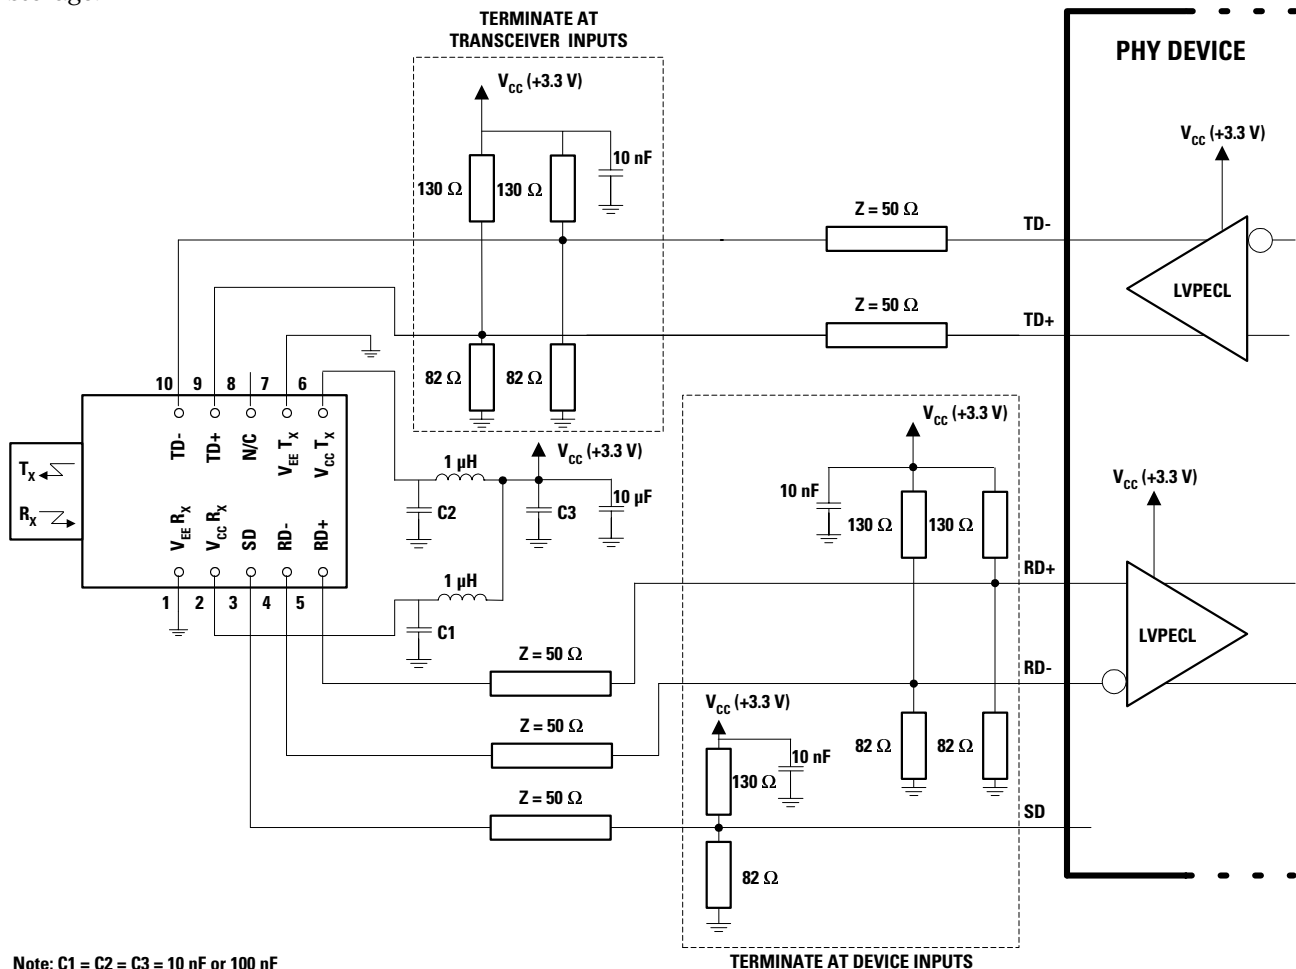 TERMINATE AT
TRANSCEIVER INPUTS
PHY DEVICE
V_CC (+3.3 V)
V_CC (+3.3 V)
10 nF
130 Ω
130 Ω
Z = 50 Ω
TD-
LVPECL
Z = 50 Ω
TD+
82 Ω
82 Ω
10
9
8
7
6
TD-
TD+
N/C
V_EE T_X
V_CC T_X
T_X
R_X
V_EE R_X
V_CC R_X
SD
RD-
RD+
1
2
3
4
5
1 µH
V_CC (+3.3 V)
C2
C3
10 µF
1 µH
C1
V_CC (+3.3 V)
10 nF
130 Ω
130 Ω
V_CC (+3.3 V)
RD+
LVPECL
Z = 50 Ω
RD-
V_CC (+3.3 V)
Z = 50 Ω
10 nF
130 Ω
82 Ω
82 Ω
Z = 50 Ω
SD
82 Ω
TERMINATE AT DEVICE INPUTS
Note: C1 = C2 = C3 = 10 nF or 100 nF